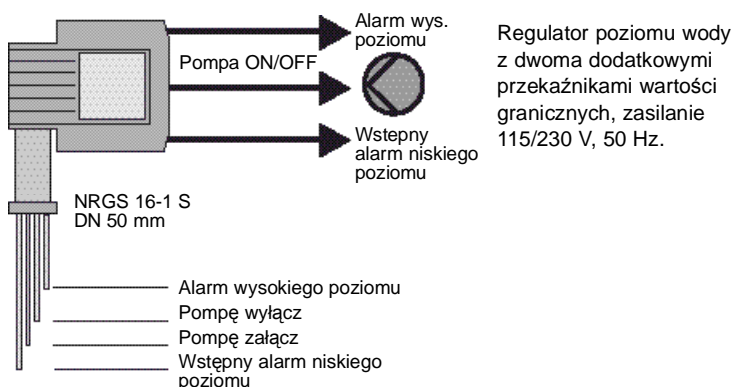 Alarm wys.
poziomu
Pompa ON/OFF
Wstepny
alarm niskiego
poziomu
Regulator poziomu wody
z dwoma dodatkowymi
przekaźnikami wartości
granicznych, zasilanie
115/230 V, 50 Hz.
NRGS 16-1 S
DN 50 mm
Alarm wysokiego poziomu
Pompę wyłącz
Pompę załącz
Wstępny alarm niskiego
poziomu